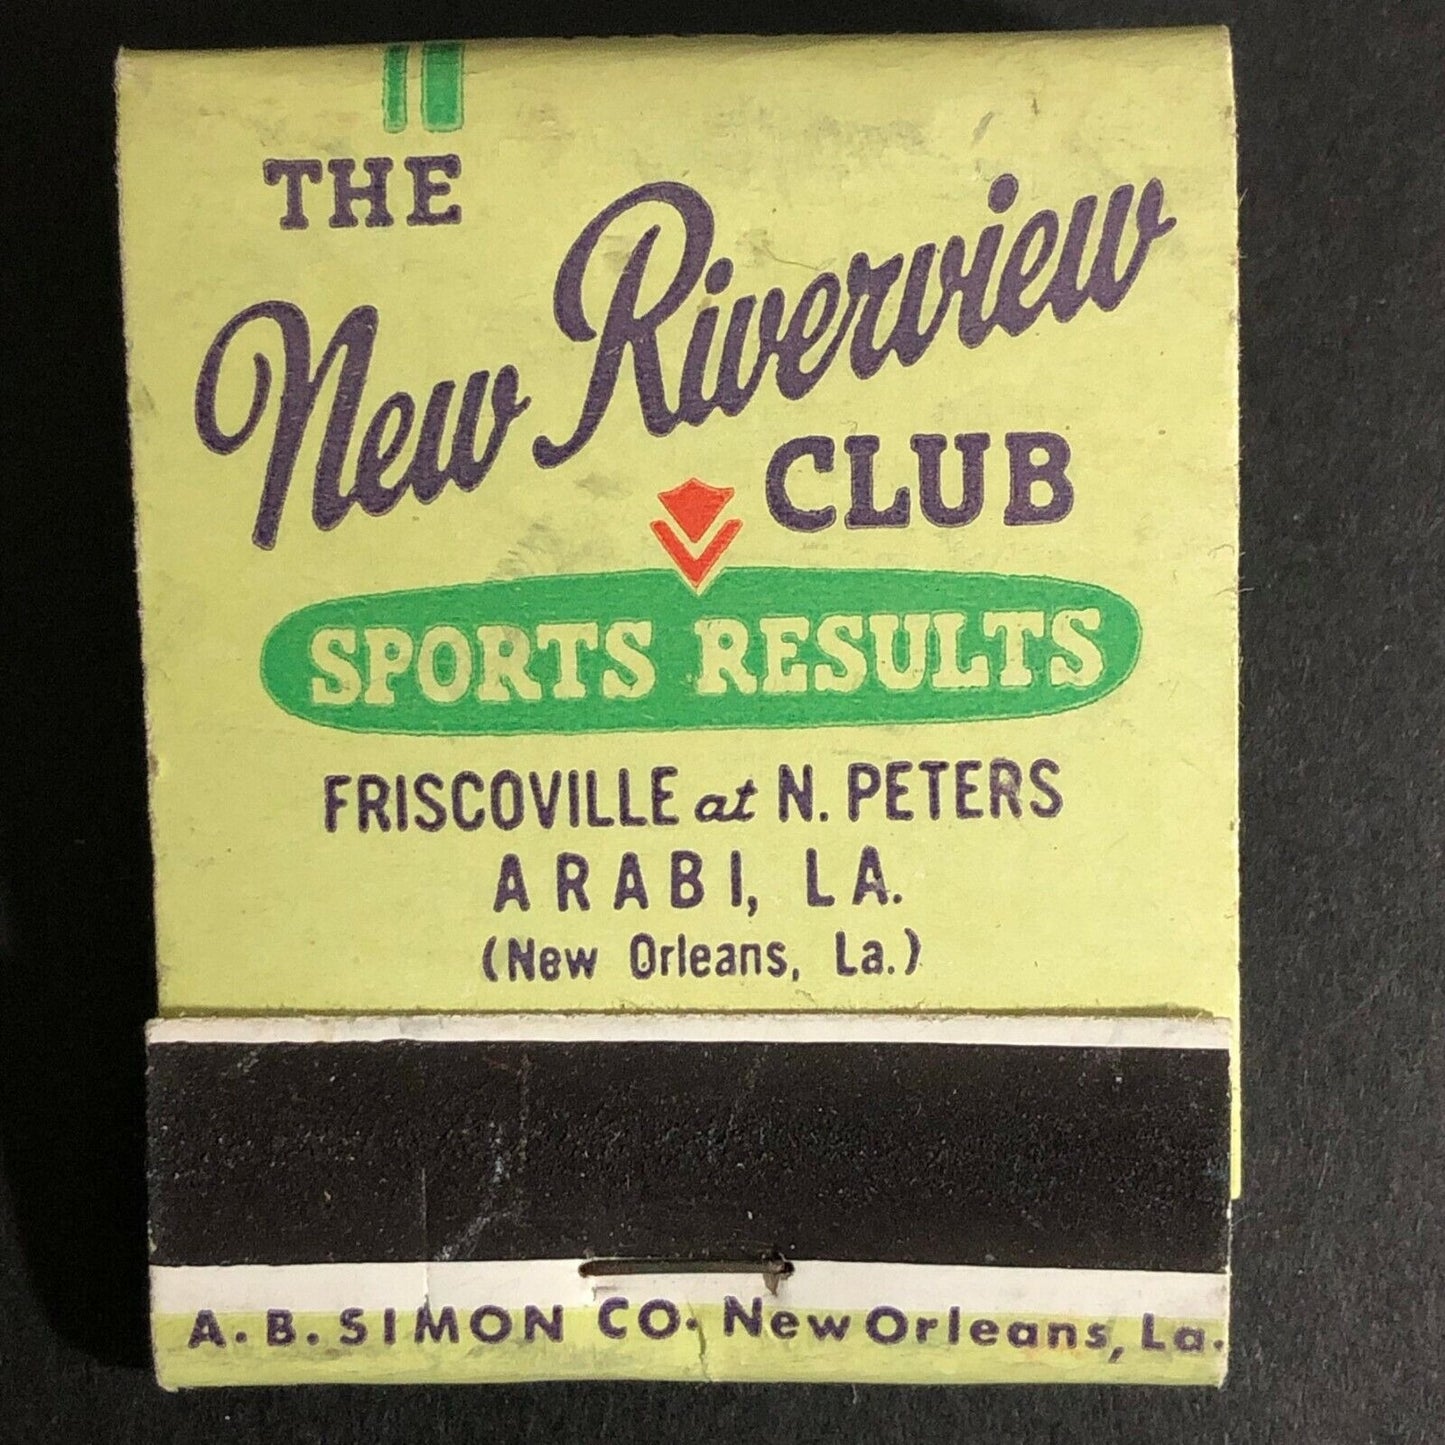 THE
New Riverview
CLUB
SPORTS RESULTS
FRISCOVILLE at N. PETERS
ARABI, LA.
(New Orleans, La.)
A. B. SIMON CO. New Orleans, La.